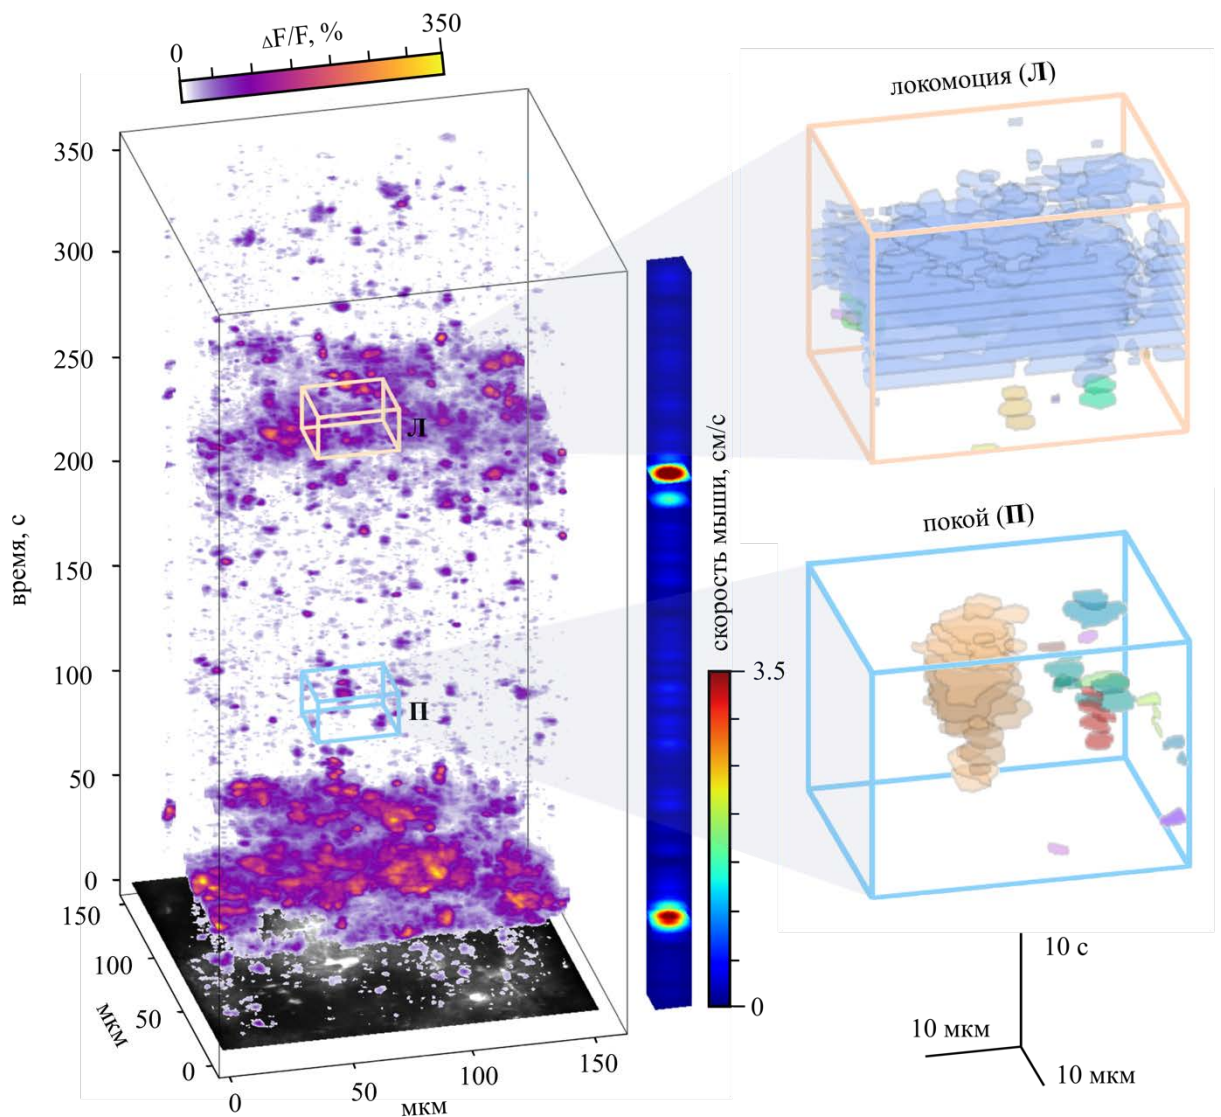 ΔF/F, %
0
350
350
300
250
200
150
100
50
0
время, с
Л
П
150
100
50
0
мкм
0
50
100
150
мкм
скорость мыши, см/с
3.5
0
локомоция (Л)
покой (П)
10 с
10 мкм
10 мкм